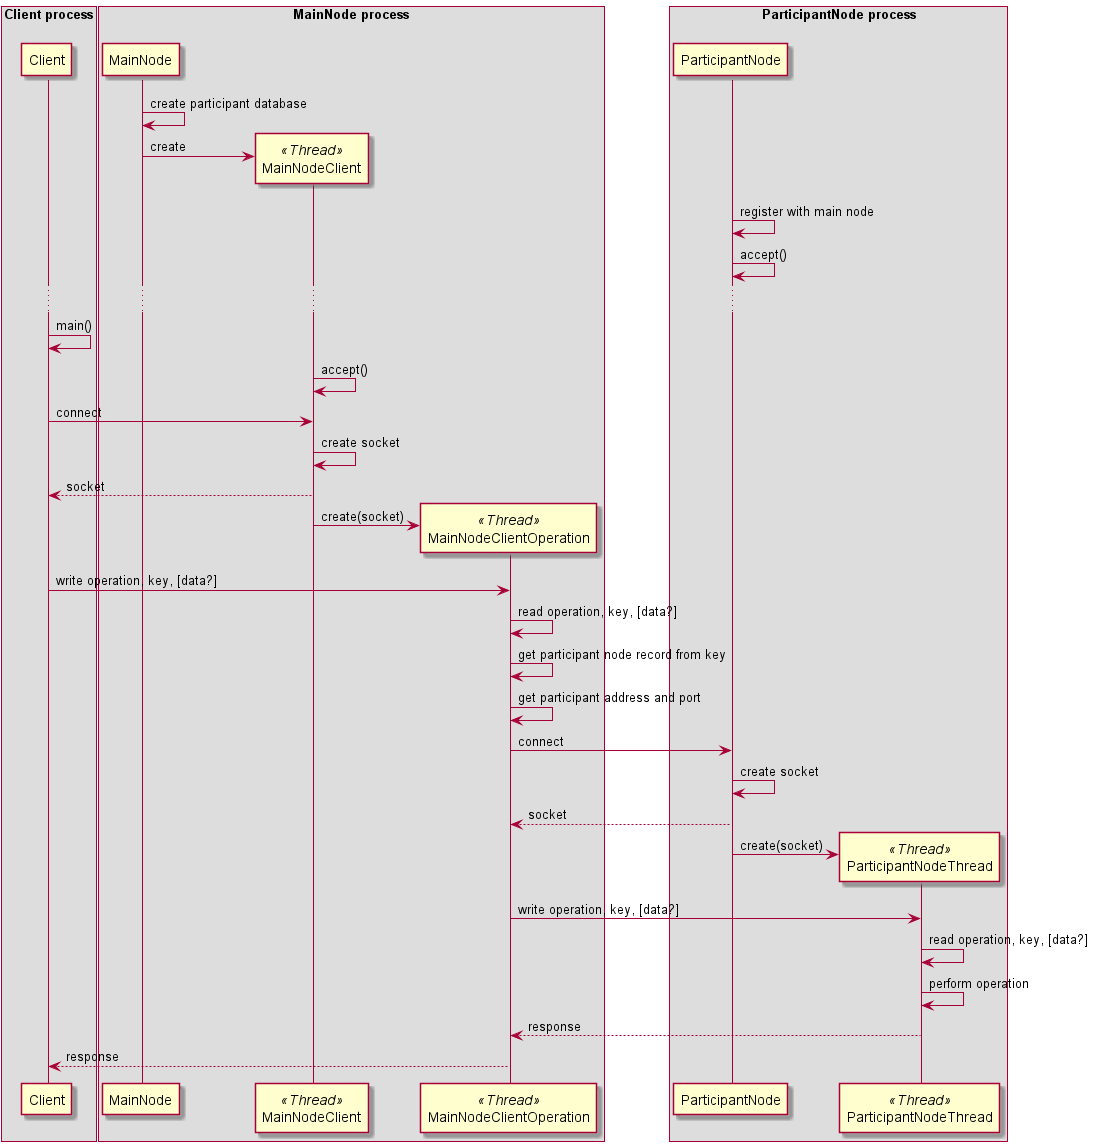 Client process
MainNode process
ParticipantNode process
Client
MainNode
ParticipantNode
create participant database
create
«Thread»
MainNodeClient
register with main node
accept()
main()
accept()
connect
create socket
socket
create(socket)
«Thread»
MainNodeClientOperation
write operation, key, [data?]
read operation, key, [data?]
get participant node record from key
get participant address and port
connect
create socket
socket
create(socket)
«Thread»
ParticipantNodeThread
write operation, key, [data?]
read operation, key, [data?]
perform operation
response
response
Client
MainNode
«Thread»
MainNodeClient
«Thread»
MainNodeClientOperation
ParticipantNode
«Thread»
ParticipantNodeThread